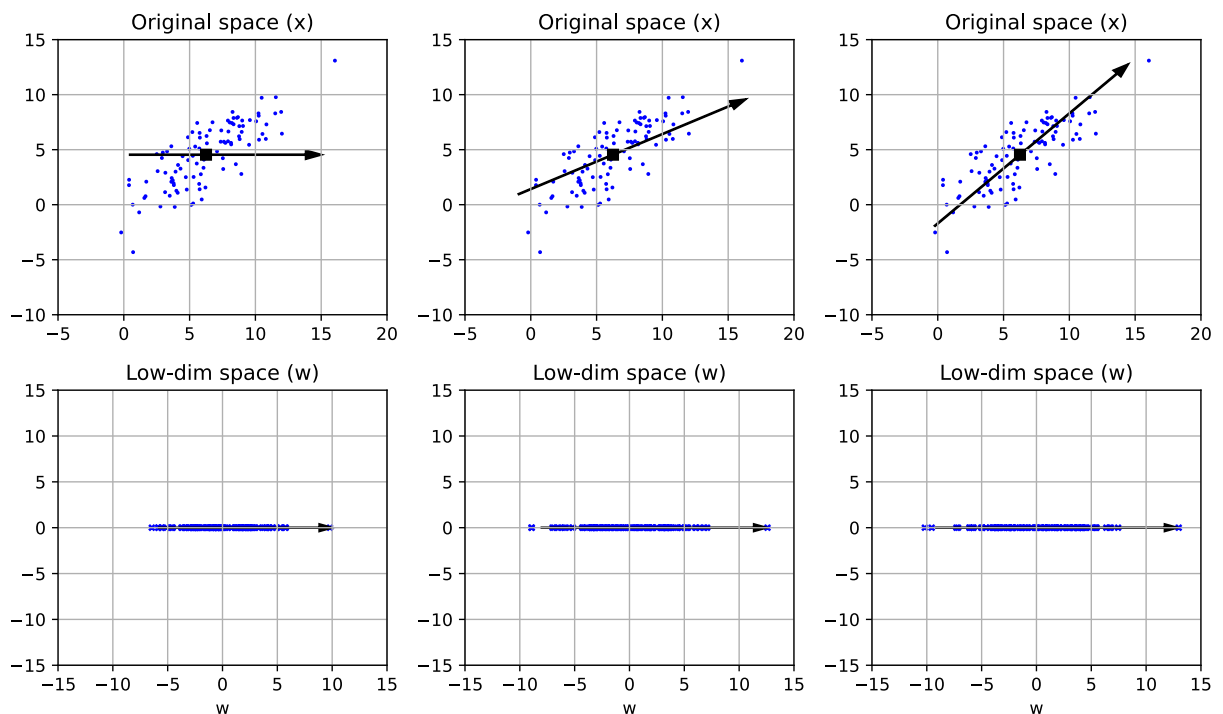 Original space (x) Original space (x) Original space (x)
15 15 15
10 10 10
5 5 5
0 0 0
−5 −5 −5
−10 −10 −10
−5 0 5 10 15 20 −5 0 5 10 15 20 −5 0 5 10 15 20
Low-dim space (w) Low-dim space (w) Low-dim space (w)
15 15 15
10 10 10
5 5 5
0 0 0
−5 −5 −5
−10 −10 −10
−15 −15 −15
−15 −10 −5 0 5 10 15 −15 −10 −5 0 5 10 15 −15 −10 −5 0 5 10 15
w w w